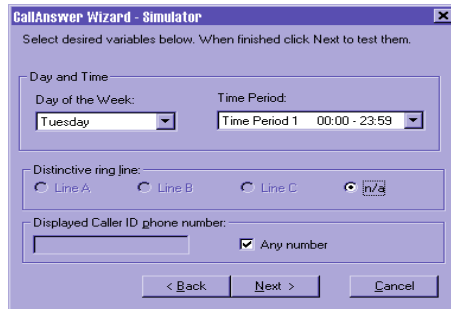 CallAnswer Wizard - Simulator
Select desired variables below. When finished click Next to test them.
Day and Time
Day of the Week: Time Period:
Tuesday Time Period 1 00:00 - 23:59
Distinctive ring line:
Line A Line B Line C n/a
Displayed Caller ID phone number:
Any number
< Back Next > Cancel